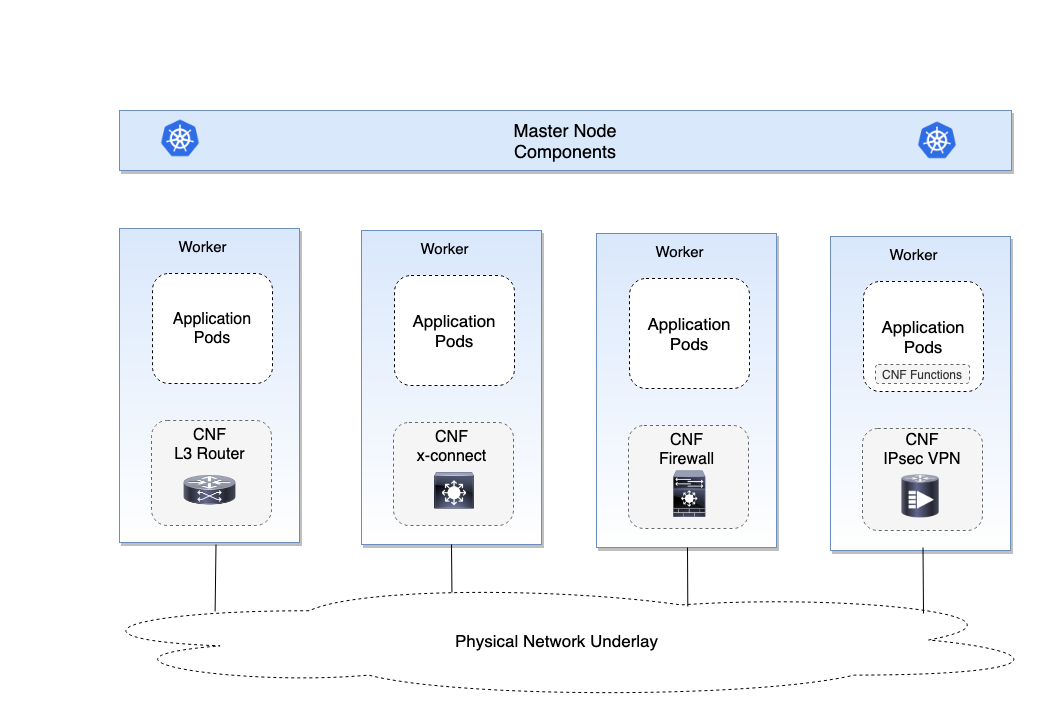 Master Node
Components
Worker
Application
Pods
CNF
L3 Router
Worker
Application
Pods
CNF
x-connect
Worker
Application
Pods
CNF
Firewall
Worker
Application
Pods
CNF Functions
CNF
IPsec VPN
Physical Network Underlay